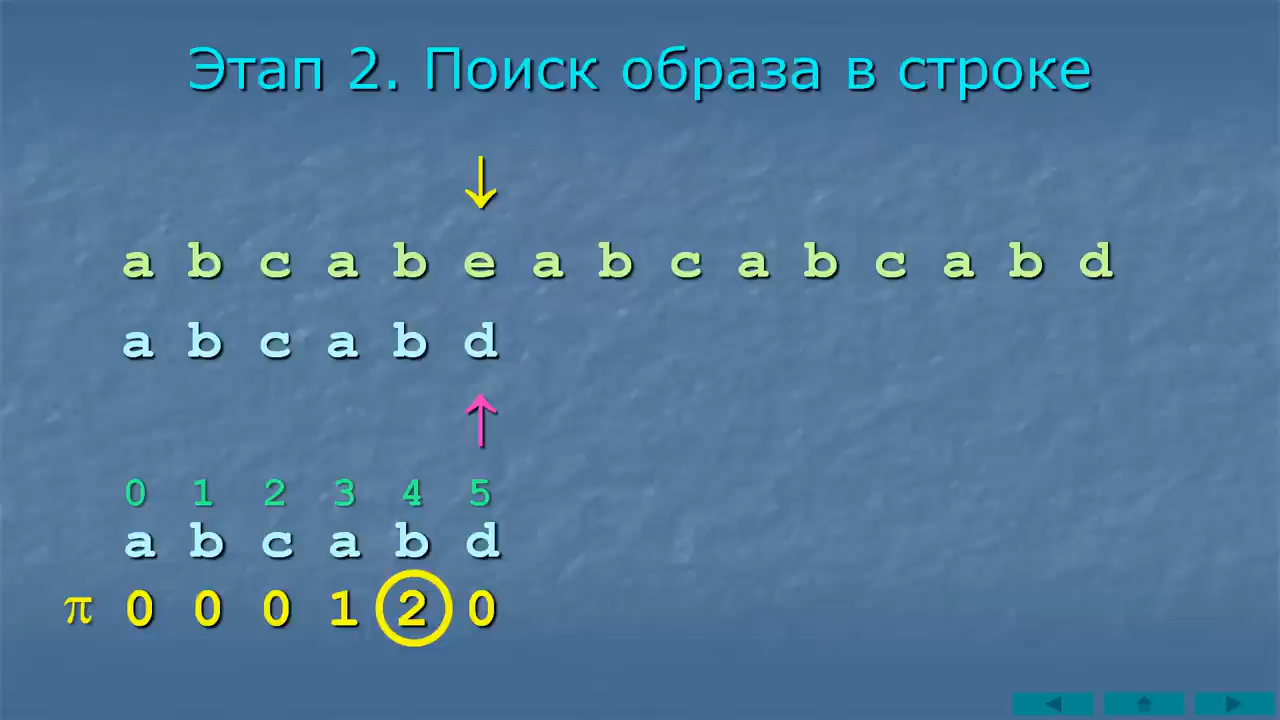 Этап 2. Поиск образа в строке
↓
a b c a b e a b c a b c a b d
a b c a b d
↑
0 1 2 3 4 5
a b c a b d
π 0 0 0 1 2 0